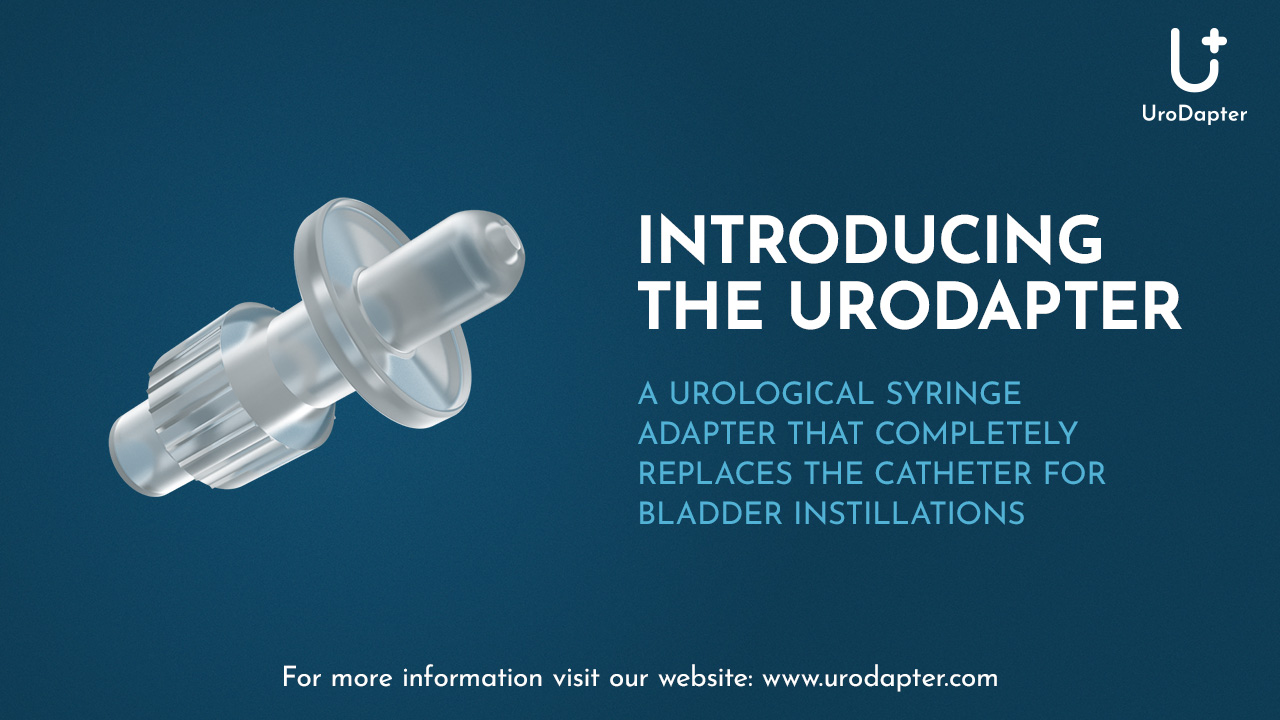 UroDapter
INTRODUCING
THE URODAPTER
A UROLOGICAL SYRINGE
ADAPTER THAT COMPLETELY
REPLACES THE CATHETER FOR
BLADDER INSTILLATIONS
For more information visit our website: www.urodapter.com